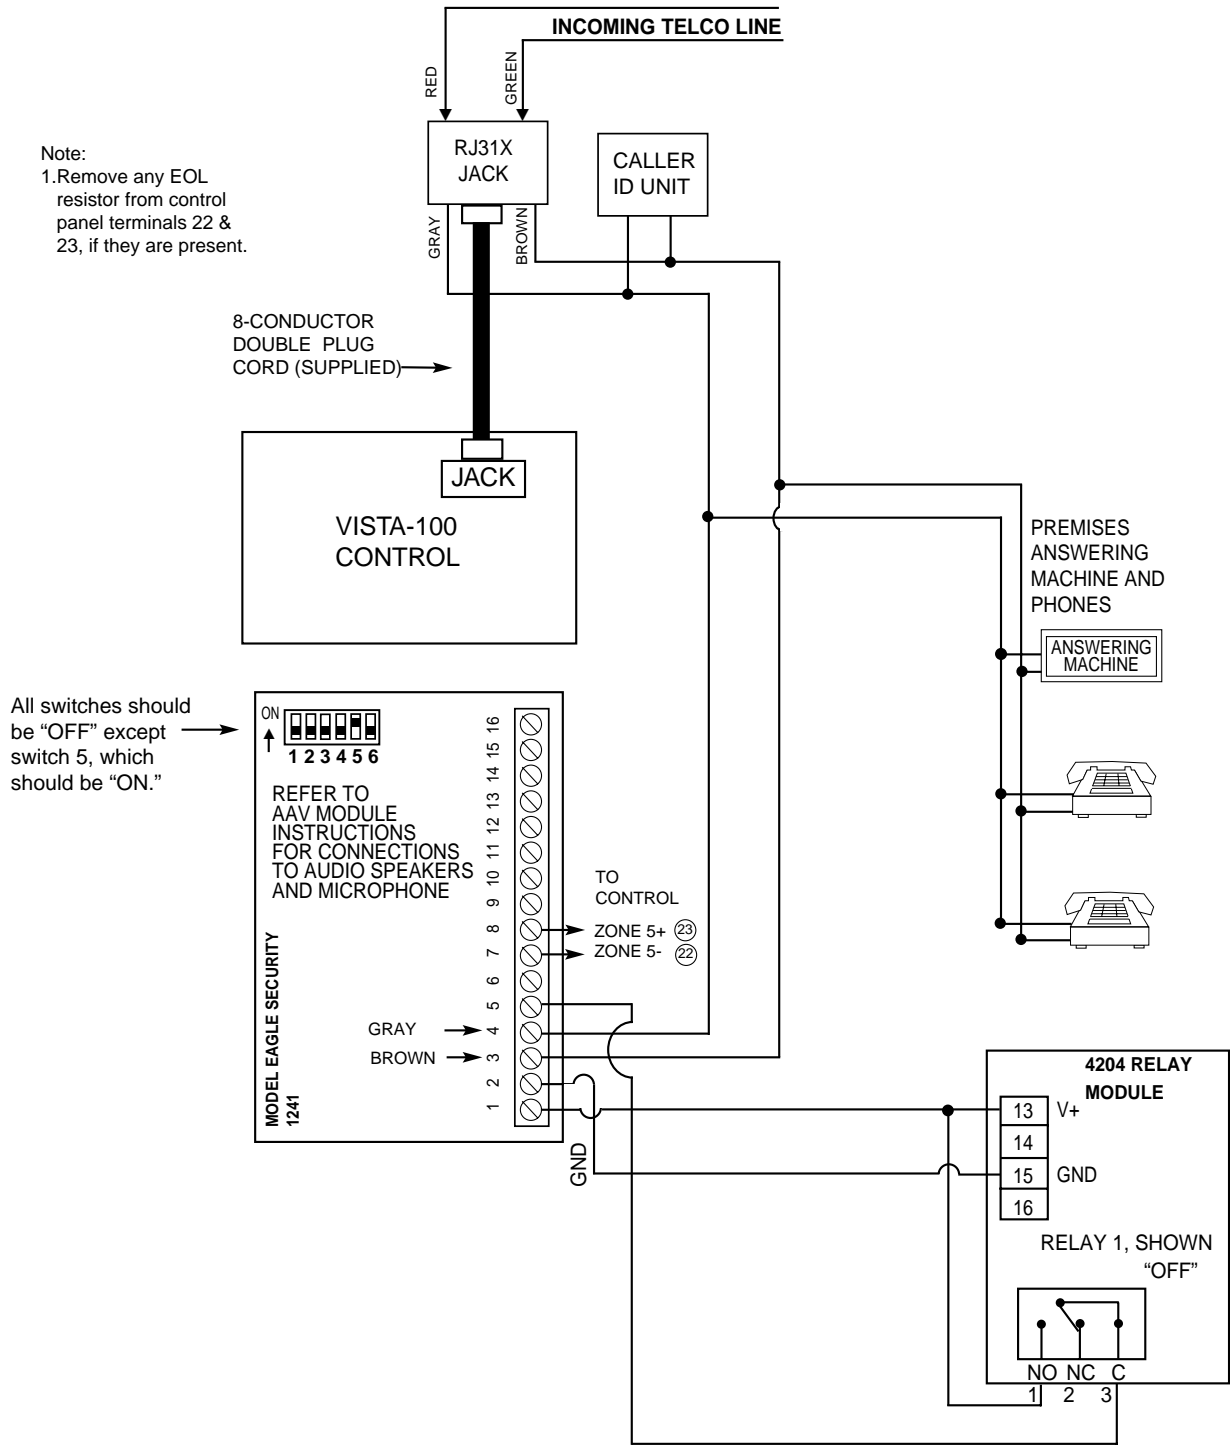 INCOMING TELCO LINE
RED
GREEN
RJ31X
JACK
CALLER
ID UNIT
Note:
1.Remove any EOL
resistor from control
panel terminals 22 &
23, if they are present.
GRAY
BROWN
8-CONDUCTOR
DOUBLE PLUG
CORD (SUPPLIED)
JACK
VISTA-100
CONTROL
PREMISES
ANSWERING
MACHINE AND
PHONES
ANSWERING
MACHINE
All switches should
be “OFF” except
switch 5, which
should be “ON.”
ON
1 2 3 4 5 6
REFER TO
AAV MODULE
INSTRUCTIONS
FOR CONNECTIONS
TO AUDIO SPEAKERS
AND MICROPHONE
MODEL EAGLE SECURITY
1241
16
15
14
13
12
11
10
9
8
7
6
5
4
3
2
1
TO
CONTROL
ZONE 5+ 23
ZONE 5- 22
GRAY
BROWN
GND
4204 RELAY
MODULE
13 V+
14
15 GND
16
RELAY 1, SHOWN
“OFF”
NO NC C
1 2 3